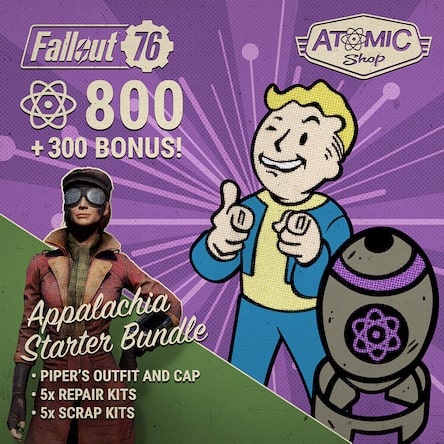 Fallout 76
ATOMIC
Shop
800
+ 300 BONUS!
Appalachia
Starter Bundle
• PIPER'S OUTFIT AND CAP
• 5x REPAIR KITS
• 5x SCRAP KITS